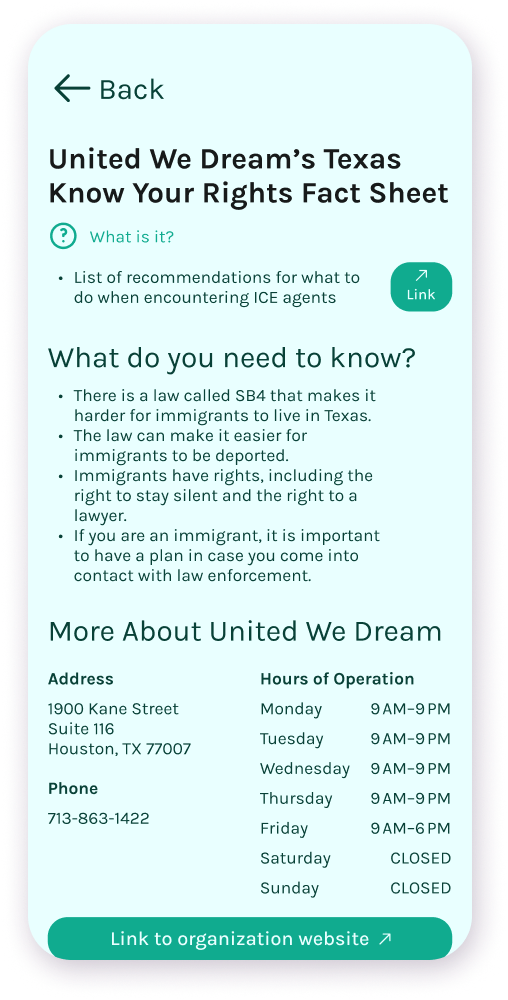 ← Back
United We Dream’s Texas
Know Your Rights Fact Sheet
What is it?
• List of recommendations for what to
do when encountering ICE agents
↗
Link
What do you need to know?
• There is a law called SB4 that makes it
harder for immigrants to live in Texas.
• The law can make it easier for
immigrants to be deported.
• Immigrants have rights, including the
right to stay silent and the right to a
lawyer.
• If you are an immigrant, it is important
to have a plan in case you come into
contact with law enforcement.
More About United We Dream
Address
1900 Kane Street
Suite 116
Houston, TX 77007
Phone
713-863-1422
Hours of Operation
Monday 9 AM–9 PM
Tuesday 9 AM–9 PM
Wednesday 9 AM–9 PM
Thursday 9 AM–9 PM
Friday 9 AM–6 PM
Saturday CLOSED
Sunday CLOSED
Link to organization website ↗